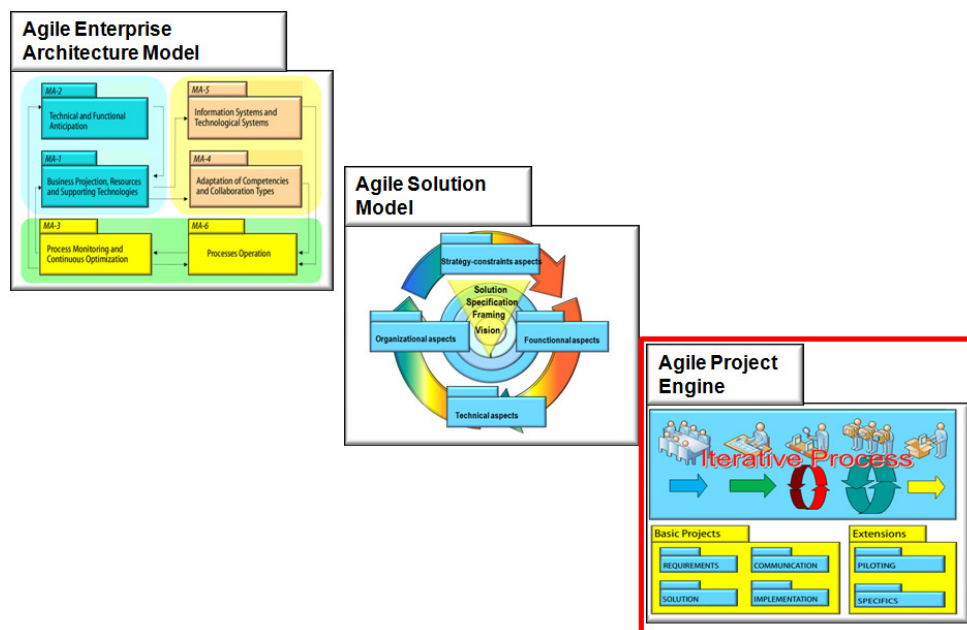 Agile Enterprise
Architecture Model
MA-2
Technical and Functional
Anticipation
MA-5
Information Systems and
Technological Systems
MA-1
Business Projection, Resources
and Supporting Technologies
MA-4
Adaptation of Competencies
and Collaboration Types
MA-3
Process Monitoring and
Continuous Optimization
MA-6
Processes Operation
Agile Solution
Model
Strategy-constraints aspects
Solution
Specification
Framing
Vision
Organizational aspects
Founctionnal aspects
Technical aspects
Agile Project
Engine
Iterative Process
Basic Projects
REQUIREMENTS
COMMUNICATION
SOLUTION
IMPLEMENTATION
Extensions
PILOTING
SPECIFICS